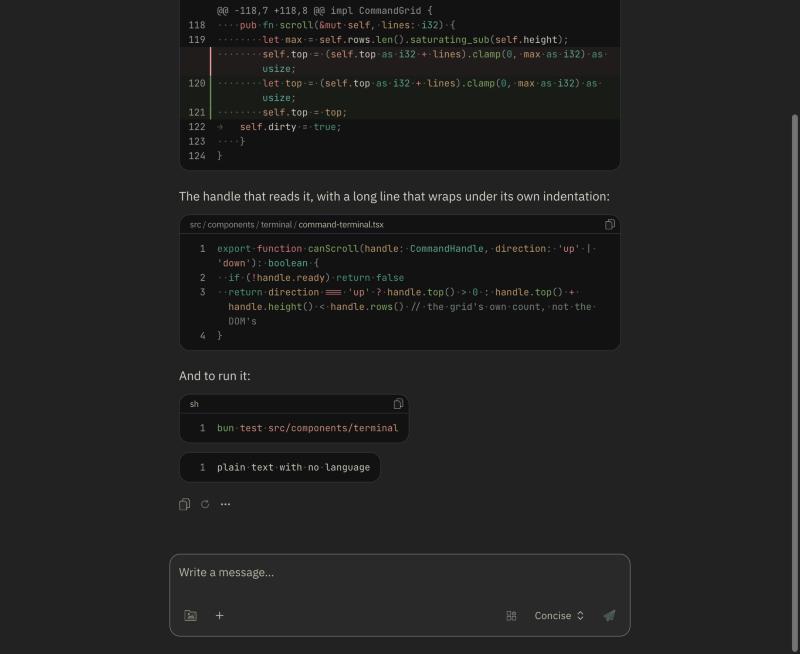 @@ -118,7 +118,8 @@ impl CommandGrid {
118 ····pub·fn·scroll(&mut·self,·lines:·i32)·{
119 ········let·max·=·self.rows.len().saturating_sub(self.height);
········self.top·=·(self.top·as·i32·+·lines).clamp(0,·max·as·i32)·as·
usize;
120 ········let·top·=·(self.top·as·i32·+·lines).clamp(0,·max·as·i32)·as·
usize;
121 ········self.top·=·top;
122 → self.dirty·=·true;
123 ····}
124 }
The handle that reads it, with a long line that wraps under its own indentation:
src / components / terminal / command-terminal.tsx
1 export·function·canScroll(handle:·CommandHandle,·direction:·'up'·|·
'down'):·boolean·{
2 ··if·(!handle.ready)·return·false
3 ··return·direction·===·'up'·?·handle.top()·>·0·:·handle.top()·+·
handle.height()·<·handle.rows()·//·the·grid's·own·count,·not·the·
DOM's
4 }
And to run it:
sh
1 bun·test·src/components/terminal
1 plain·text·with·no·language
Write a message...
Concise